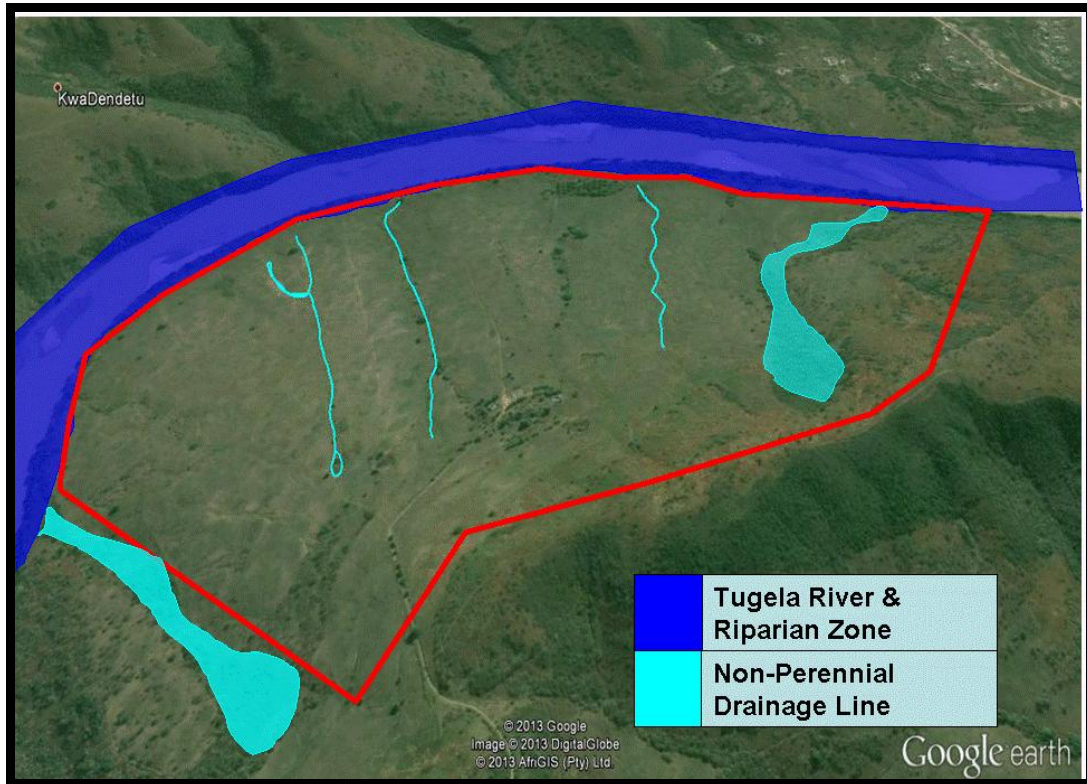 KwaDendetu
Tugela River &
Riparian Zone
Non-Perennial
Drainage Line
© 2013 Google
Image © 2013 DigitalGlobe
© 2013 AfriGIS (Pty) Ltd.
Google earth